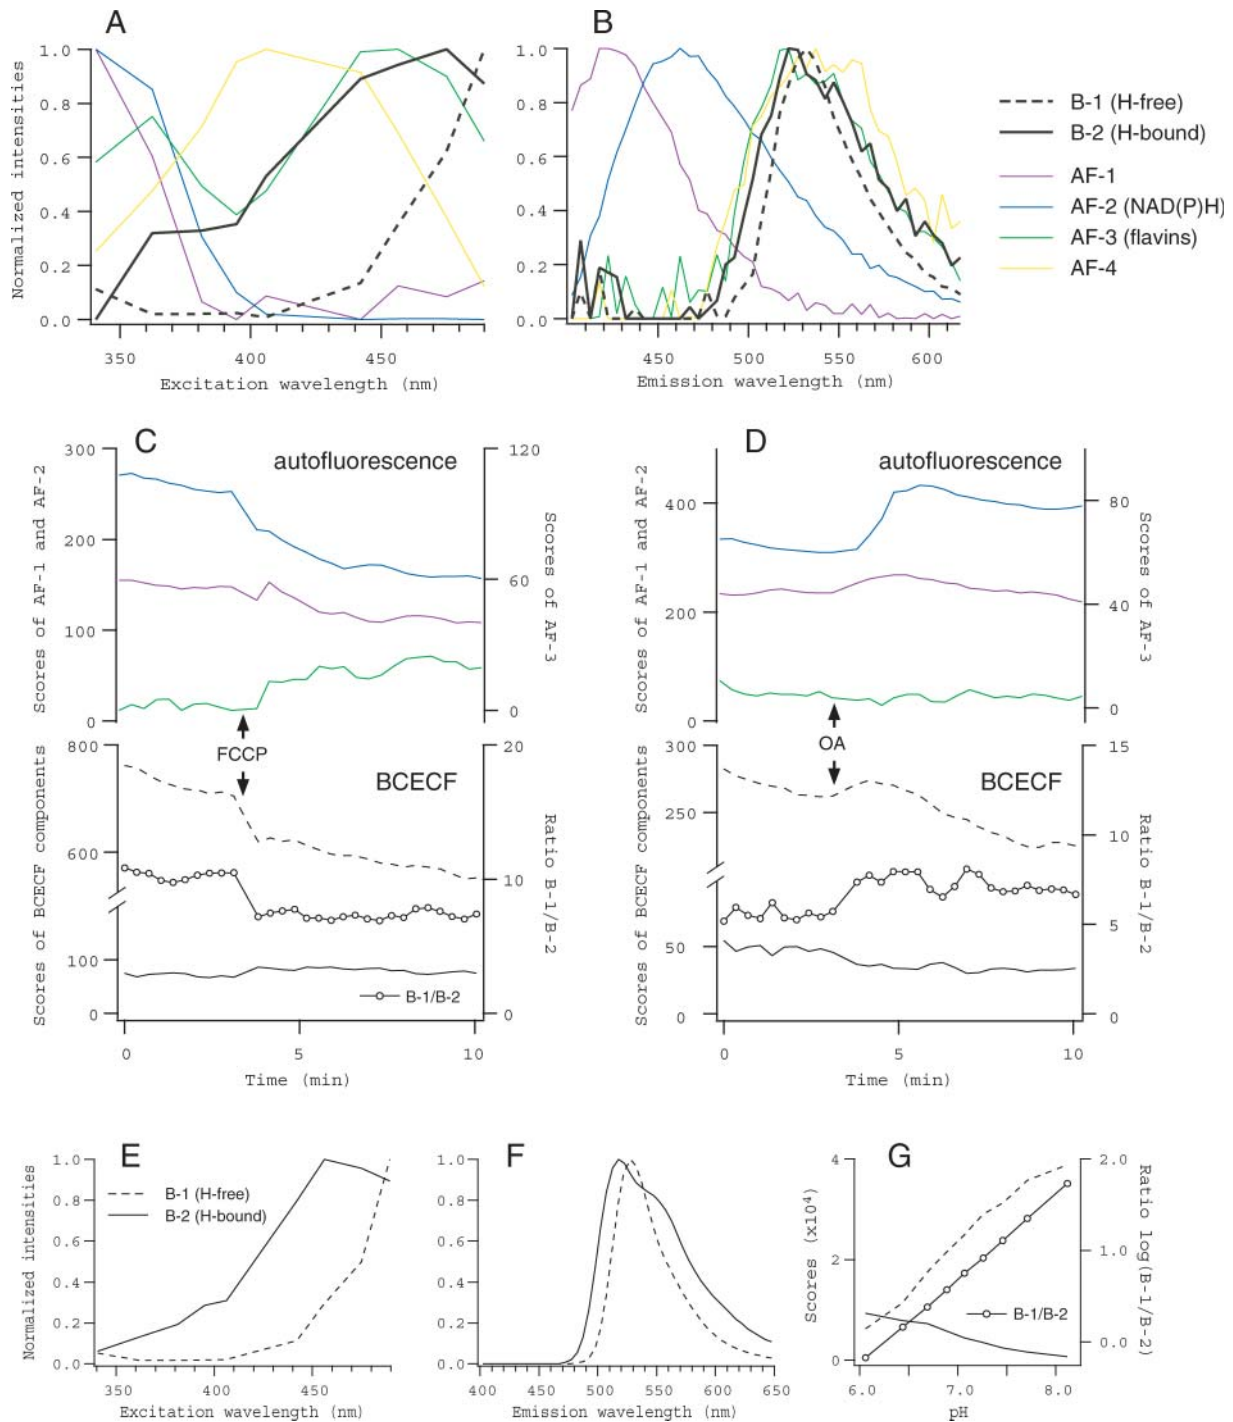 A
B
Normalized intensities
1.0
0.8
0.6
0.4
0.2
0.0
350
400
450
Excitation wavelength (nm)
1.0
0.8
0.6
0.4
0.2
0.0
450
500
550
600
Emission wavelength (nm)
B-1 (H-free)
B-2 (H-bound)
AF-1
AF-2 (NAD(P)H)
AF-3 (flavins)
AF-4
C
autofluorescence
Scores of AF-1 and AF-2
300
200
100
0
120
60
0
Scores of AF-3
FCCP
BCECF
Scores of BCECF components
800
600
100
0
20
10
0
Ratio B-1/B-2
B-1/B-2
0
5
10
Time (min)
D
autofluorescence
Scores of AF-1 and AF-2
400
200
0
80
40
0
Scores of AF-3
OA
BCECF
Scores of BCECF components
300
250
50
0
15
10
5
0
Ratio B-1/B-2
0
5
10
Time (min)
E
Normalized intensities
1.0
0.8
0.6
0.4
0.2
0.0
B-1 (H-free)
B-2 (H-bound)
350
400
450
Excitation wavelength (nm)
F
1.0
0.8
0.6
0.4
0.2
0.0
400
450
500
550
600
650
Emission wavelength (nm)
G
Scores (x10⁴)
4
2
0
2.0
1.0
0.0
Ratio log(B-1/B-2)
B-1/B-2
6.0
7.0
8.0
pH